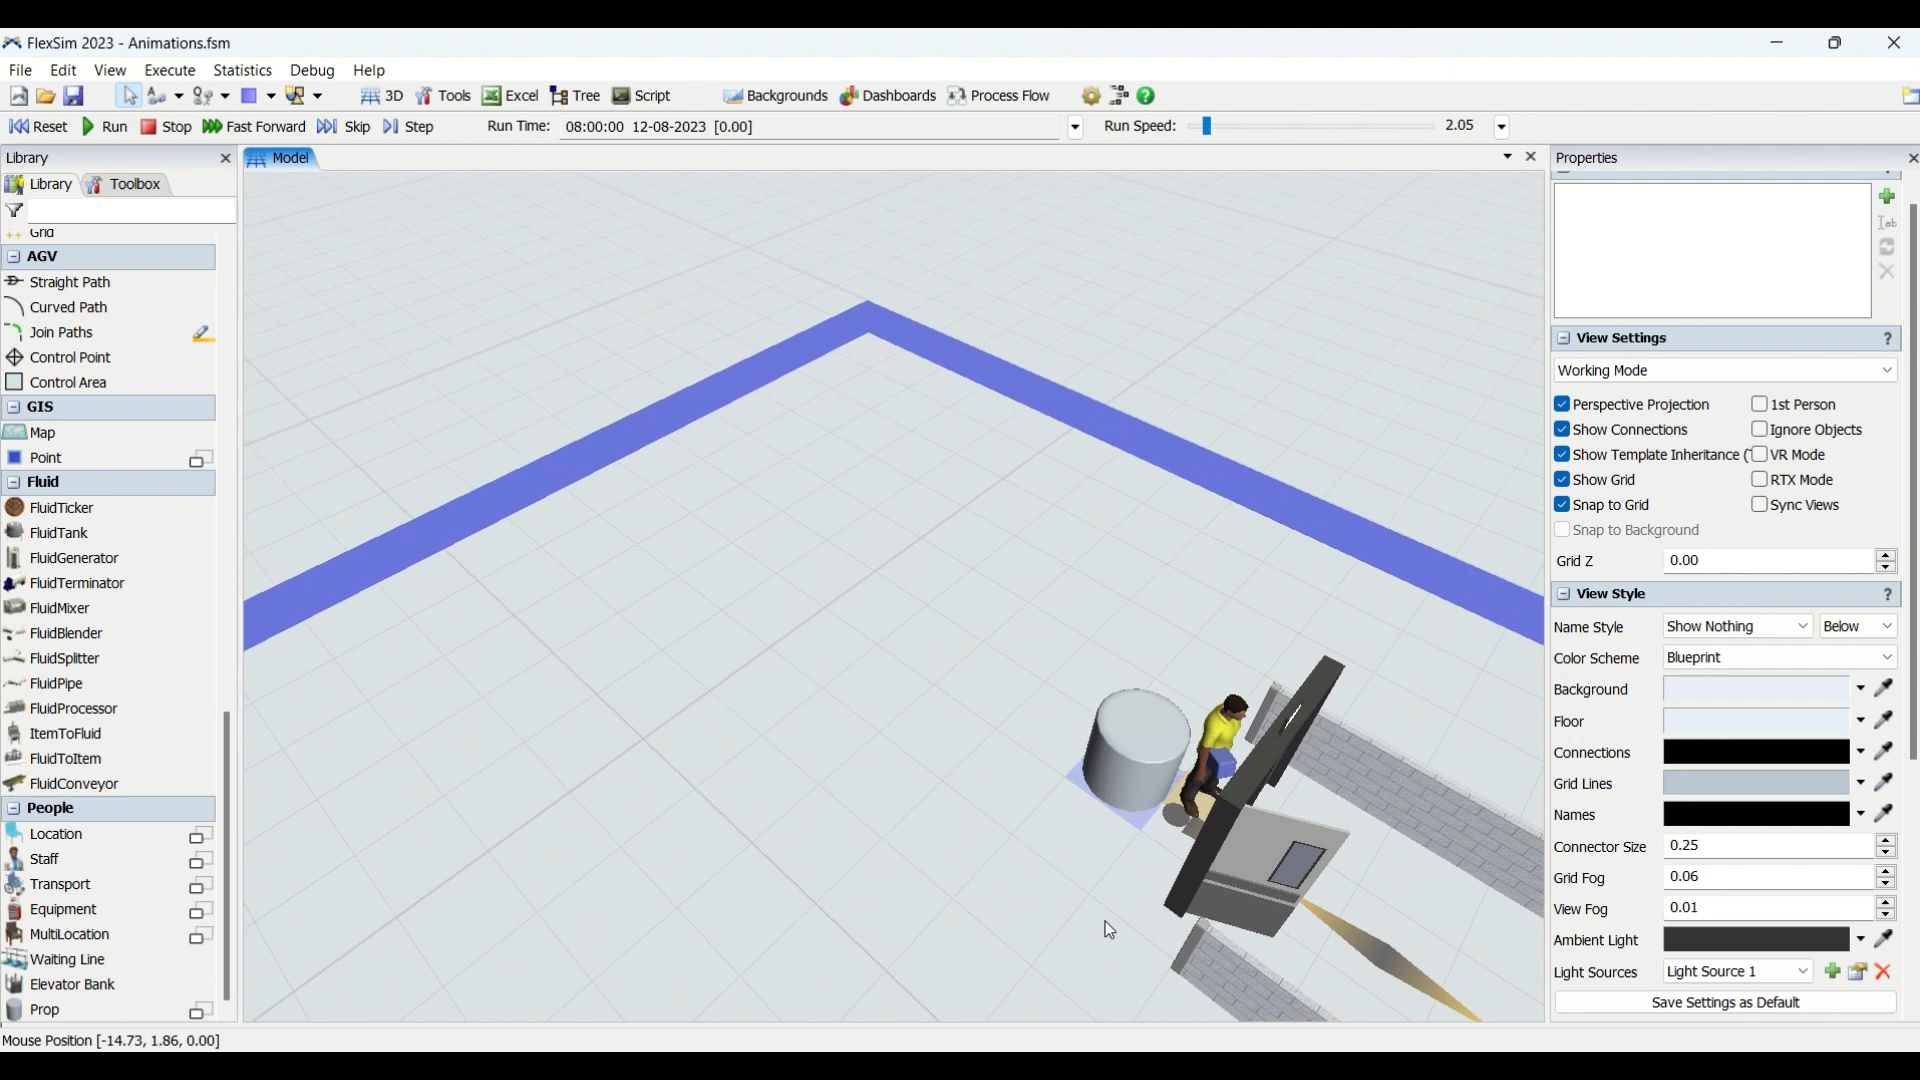 FlexSim 2023 - Animations.fsm
File Edit View Execute Statistics Debug Help
3D Tools Excel Tree Script Backgrounds Dashboards Process Flow
Reset Run Stop Fast Forward Skip Step Run Time: 08:00:00 12-08-2023 [0.00] Run Speed: 2.05
Library
Library Toolbox
Grid
AGV
Straight Path
Curved Path
Join Paths
Control Point
Control Area
GIS
Map
Point
Fluid
FluidTicker
FluidTank
FluidGenerator
FluidTerminator
FluidMixer
FluidBlender
FluidSplitter
FluidPipe
FluidProcessor
ItemToFluid
FluidToItem
FluidConveyor
People
Location
Staff
Transport
Equipment
MultiLocation
Waiting Line
Elevator Bank
Prop
Model
Properties
View Settings ?
Working Mode
Perspective Projection 1st Person
Show Connections Ignore Objects
Show Template Inheritance ( VR Mode
Show Grid RTX Mode
Snap to Grid Sync Views
Snap to Background
Grid Z 0.00
View Style ?
Name Style Show Nothing Below
Color Scheme Blueprint
Background
Floor
Connections
Grid Lines
Names
Connector Size 0.25
Grid Fog 0.06
View Fog 0.01
Ambient Light
Light Sources Light Source 1
Save Settings as Default
Mouse Position [-14.73, 1.86, 0.00]